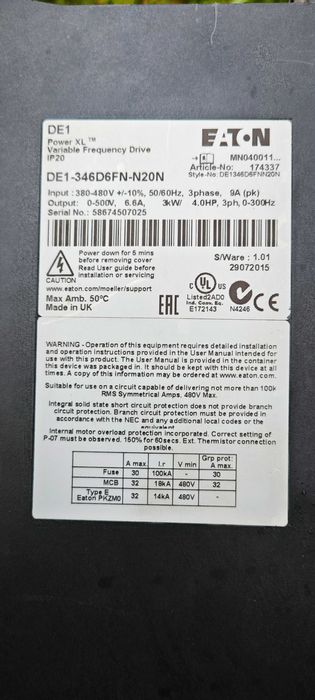 DE1
Power XL™
Variable Frequency Drive
IP20
EATON
MN040011...
Article-No: 174337
Style-No: DE1346D6FNN20N
DE1-346D6FN-N20N
Input : 380-480V +/-10%, 50/60Hz, 3phase, 9A (pk)
Output: 0-500V, 6.6A, 3kW/ 4.0HP, 3ph, 0-300Hz
Serial No.: 58674507025
Power down for 5 mins
before removing cover
Read User guide before
installation or servicing
CAUTION
www.eaton.com/moeller/support
Max Amb. 50°C
Made in UK
S/Ware : 1.01
29072015
EAC
C UL US
Listed2AD0
Ind. Con. Eq.
E172143
N4246
CE
WARNING - Operation of this equipment requires detailed installation
and operation instructions provided in the User Manual intended for
use with this product. The User Manual is provided in the container
this device was packaged in. It should be kept with this device at all
times. A copy of this information maybe obtained at www.eaton.com.
Suitable for use on a circuit capable of delivering not more than 100k
RMS Symmetrical Amps, 480V Max.
Integral solid state short circuit protection does not provide branch
circuit protection. Branch circuit protection must be provided in
accordance with the NEC and any additional local codes or the
equivalent
Internal motor overload protection incorporated. Correct setting of
P-07 must be observed. 150% for 60secs. Ext. Thermistor connection
possible.
A max. I.r V min Grp prot: A max.
Fuse 30 100kA - 30
MCB 32 18kA 480V 32
Type E Eaton PKZM0 32 14kA 480V -